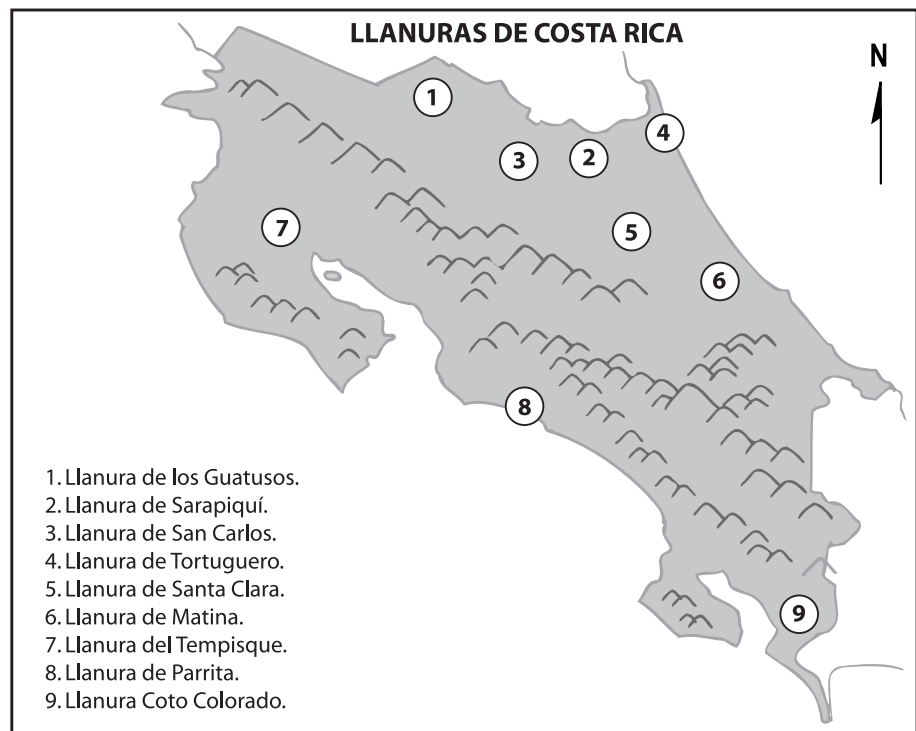 LLANURAS DE COSTA RICA
N
1
4
3
2
7
5
6
8
9
1. Llanura de los Guatusos.
2. Llanura de Sarapiquí.
3. Llanura de San Carlos.
4. Llanura de Tortuguero.
5. Llanura de Santa Clara.
6. Llanura de Matina.
7. Llanura del Tempisque.
8. Llanura de Parrita.
9. Llanura Coto Colorado.